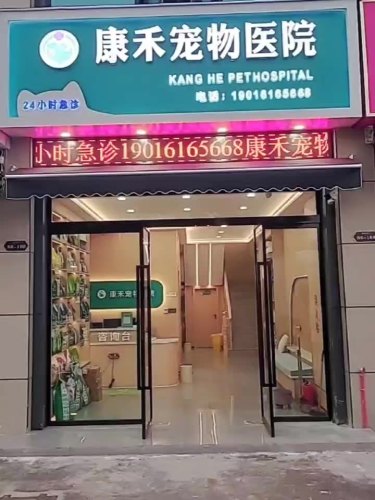 康禾宠物医院
KANG HE PETHOSPITAL
24小时急诊
电话：19016165668
小时急诊19016165668康禾宠物
康禾宠物医院
咨询台